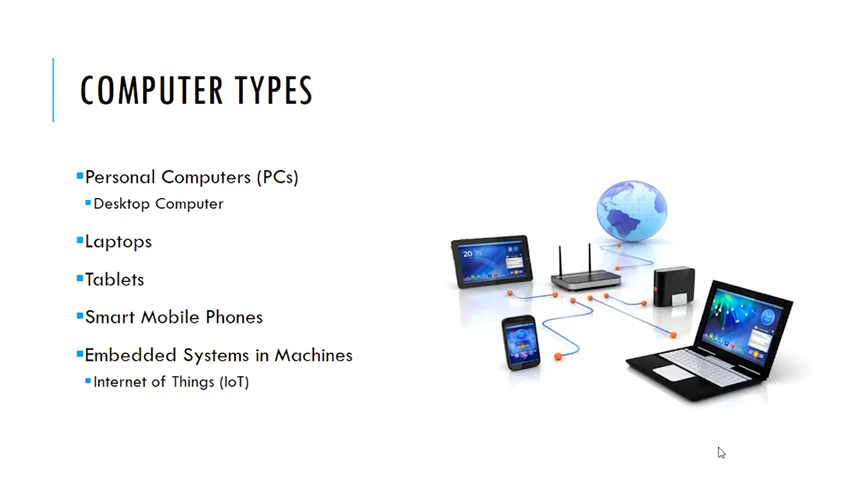 COMPUTER TYPES
Personal Computers (PCs)
Desktop Computer
Laptops
Tablets
Smart Mobile Phones
Embedded Systems in Machines
Internet of Things (IoT)